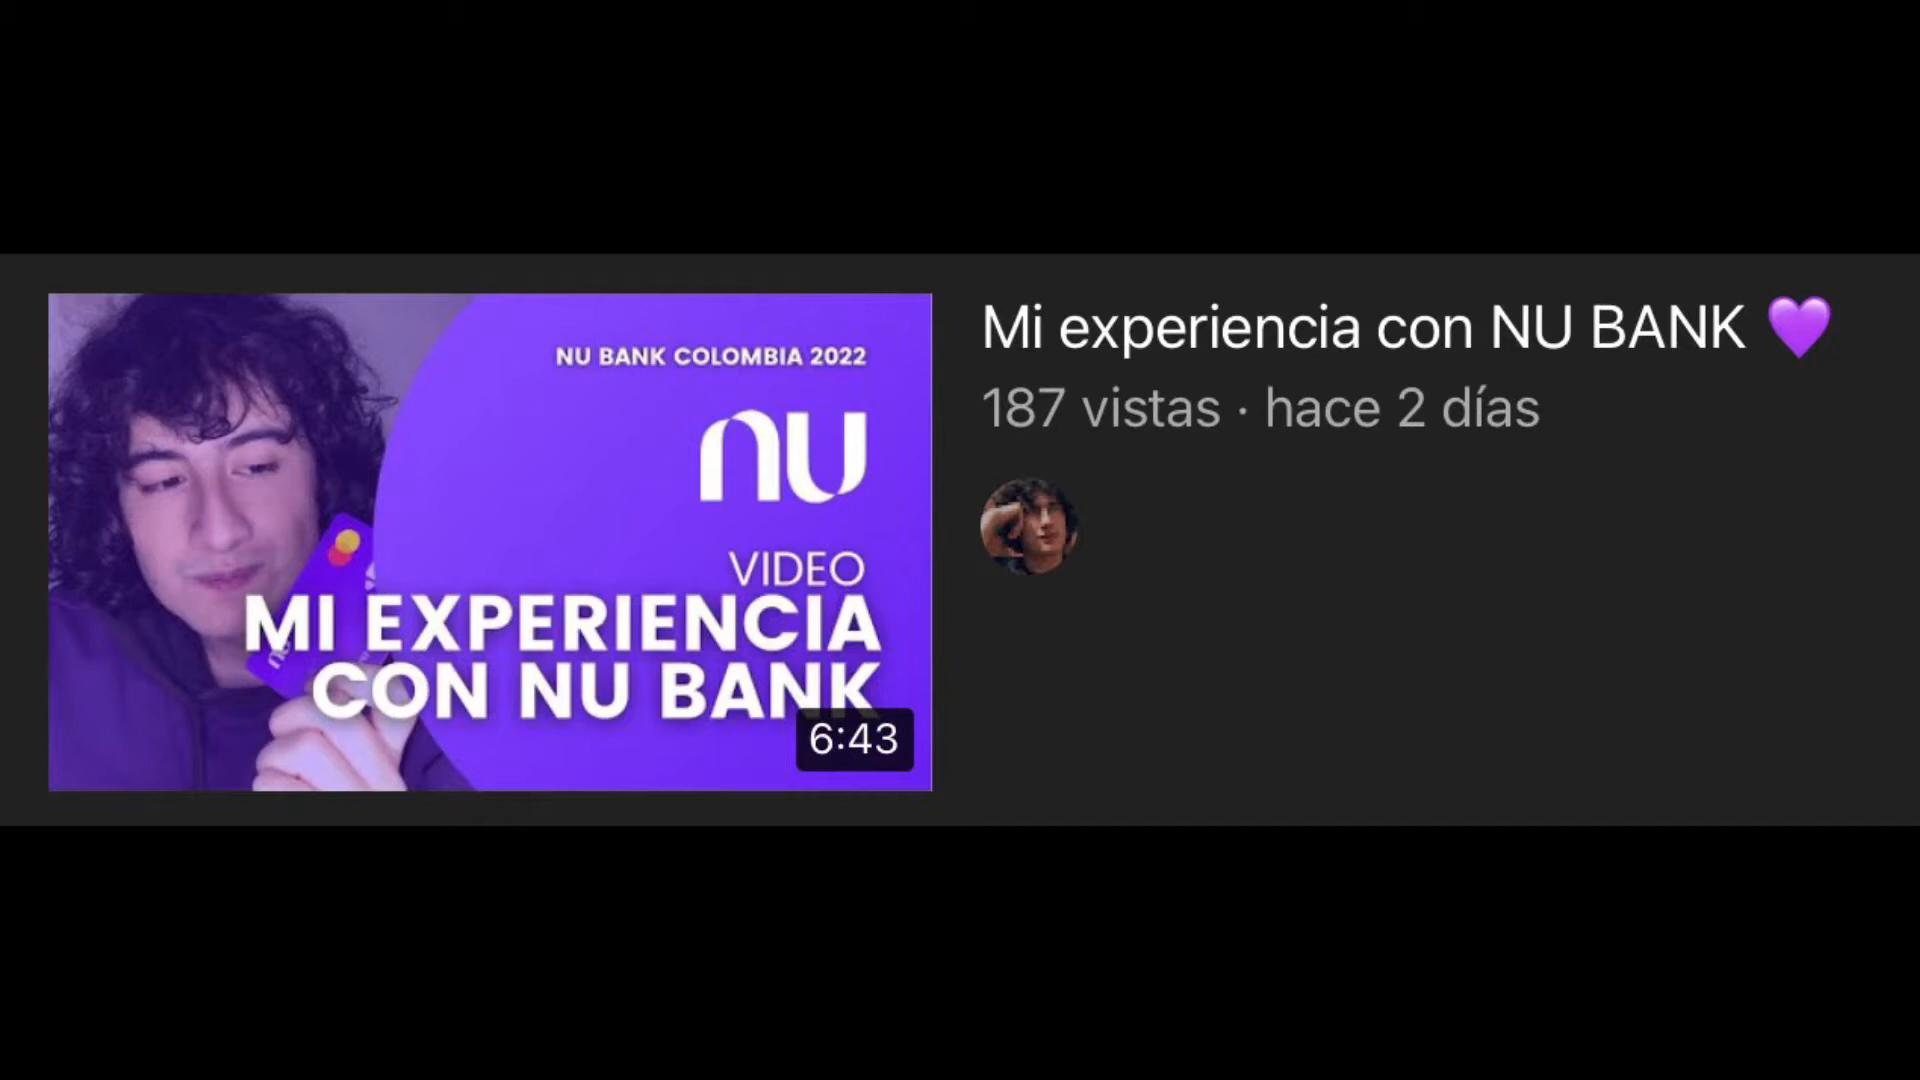 NU BANK COLOMBIA 2022
nu
VIDEO
MI EXPERIENCIA
CON NU BANK
nu
6:43
Mi experiencia con NU BANK 💜
187 vistas · hace 2 días